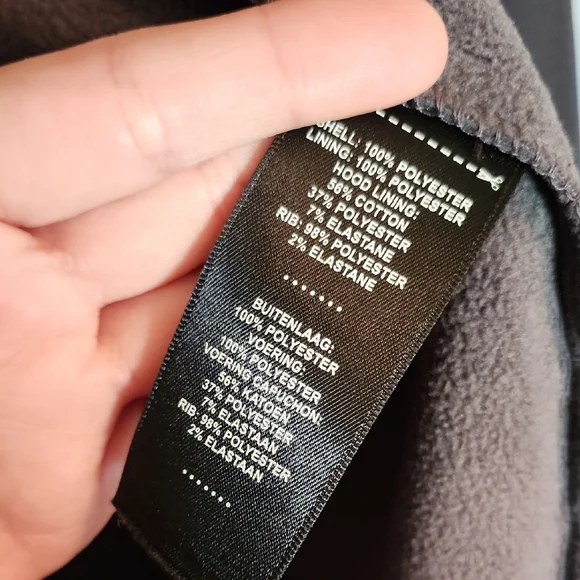 SHELL: 100% POLYESTER
LINING: 100% POLYESTER
HOOD LINING:
56% COTTON
37% POLYESTER
7% ELASTANE
RIB: 98% POLYESTER
2% ELASTANE
.......
BUITENLAAG:
100% POLYESTER
VOERING:
100% POLYESTER
VOERING CAPUCHON:
56% KATOEN
37% POLYESTER
7% ELASTAAN
RIB: 98% POLYESTER
2% ELASTAAN
.......